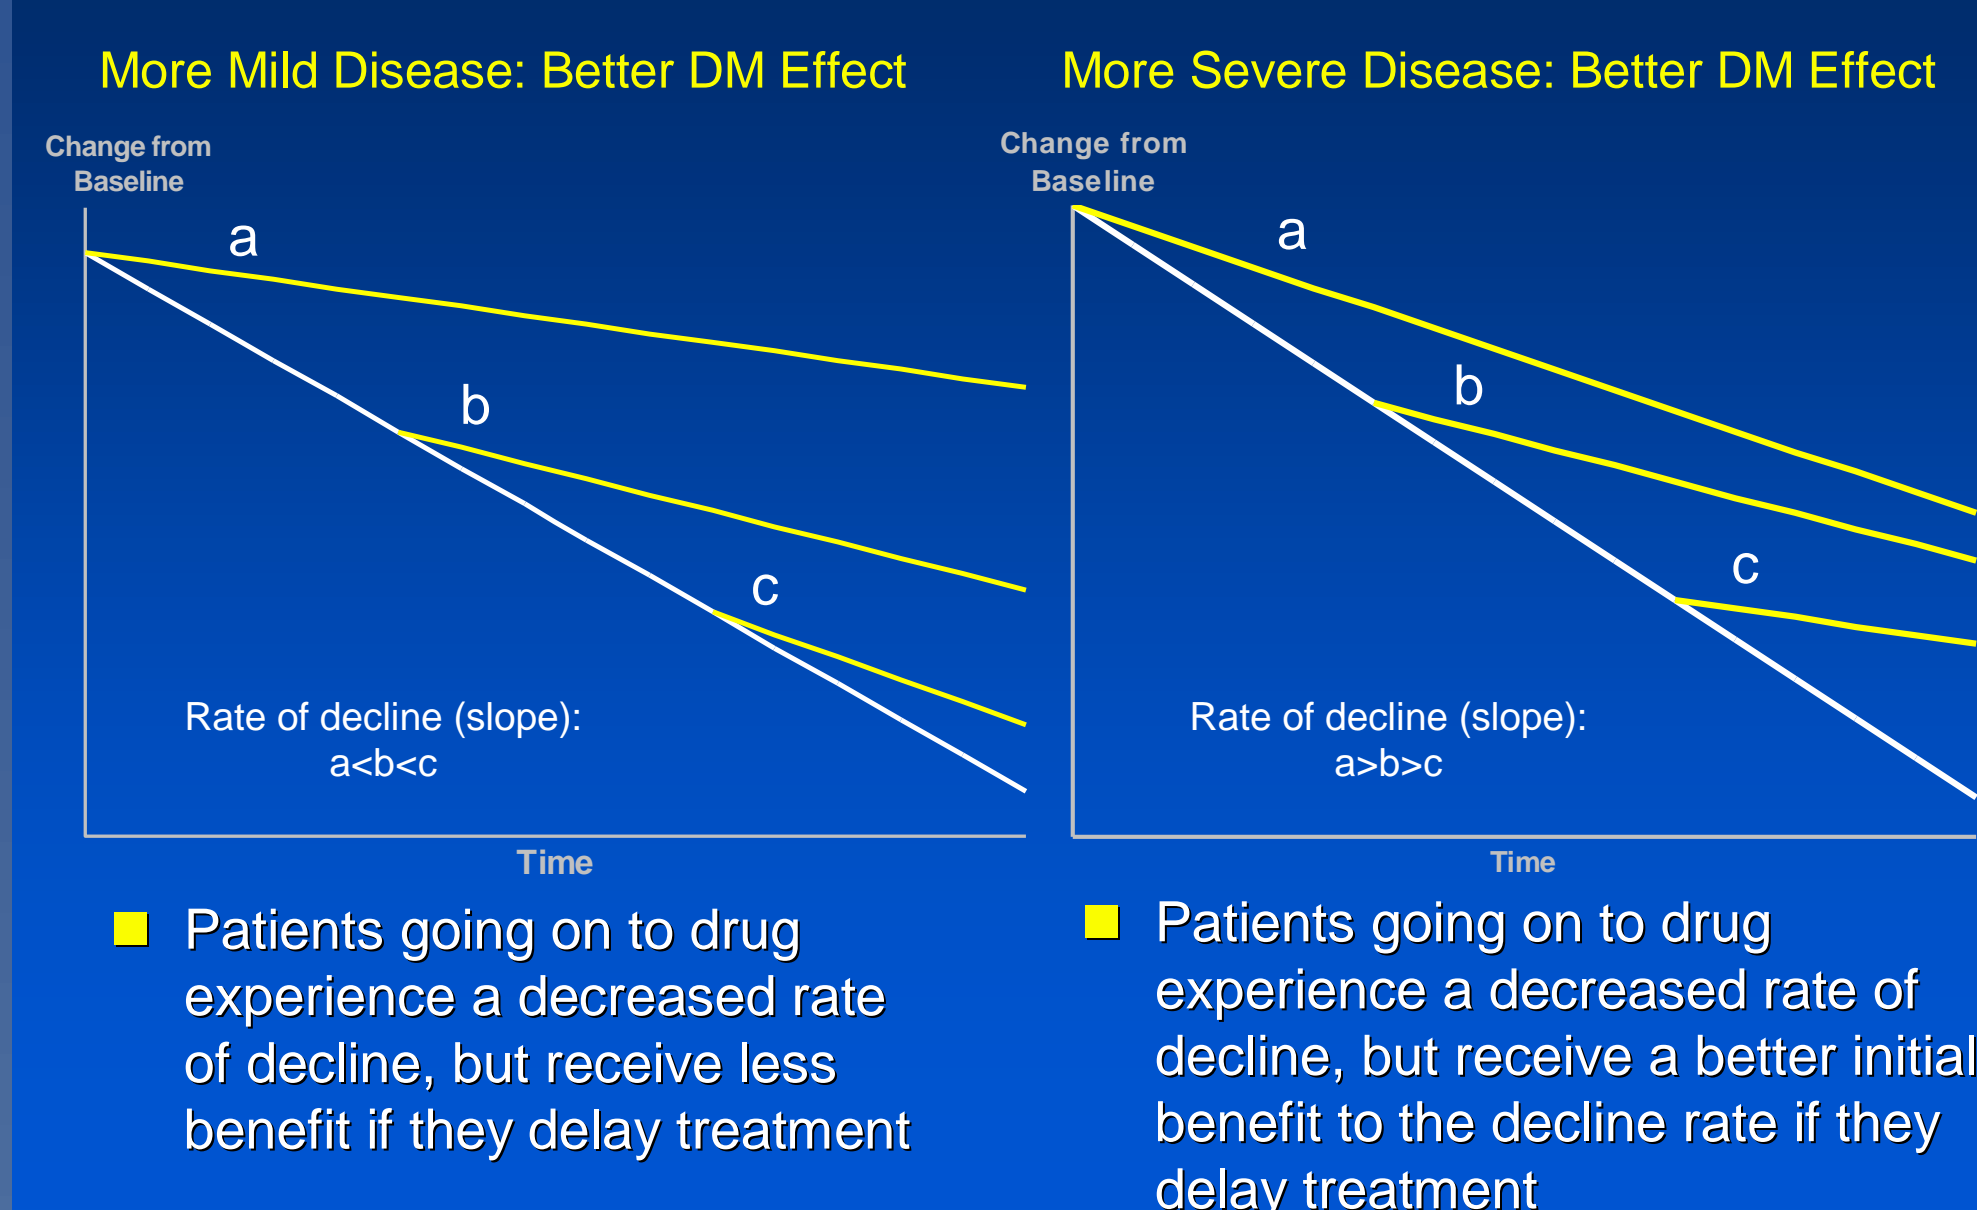 More Mild Disease: Better DM Effect
Change from
Baseline
a
b
c
Rate of decline (slope):
a<b<c
Time
Patients going on to drug
experience a decreased rate
of decline, but receive less
benefit if they delay treatment
More Severe Disease: Better DM Effect
Change from
Baseline
a
b
c
Rate of decline (slope):
a>b>c
Time
Patients going on to drug
experience a decreased rate of
decline, but receive a better initial
benefit to the decline rate if they
delay treatment